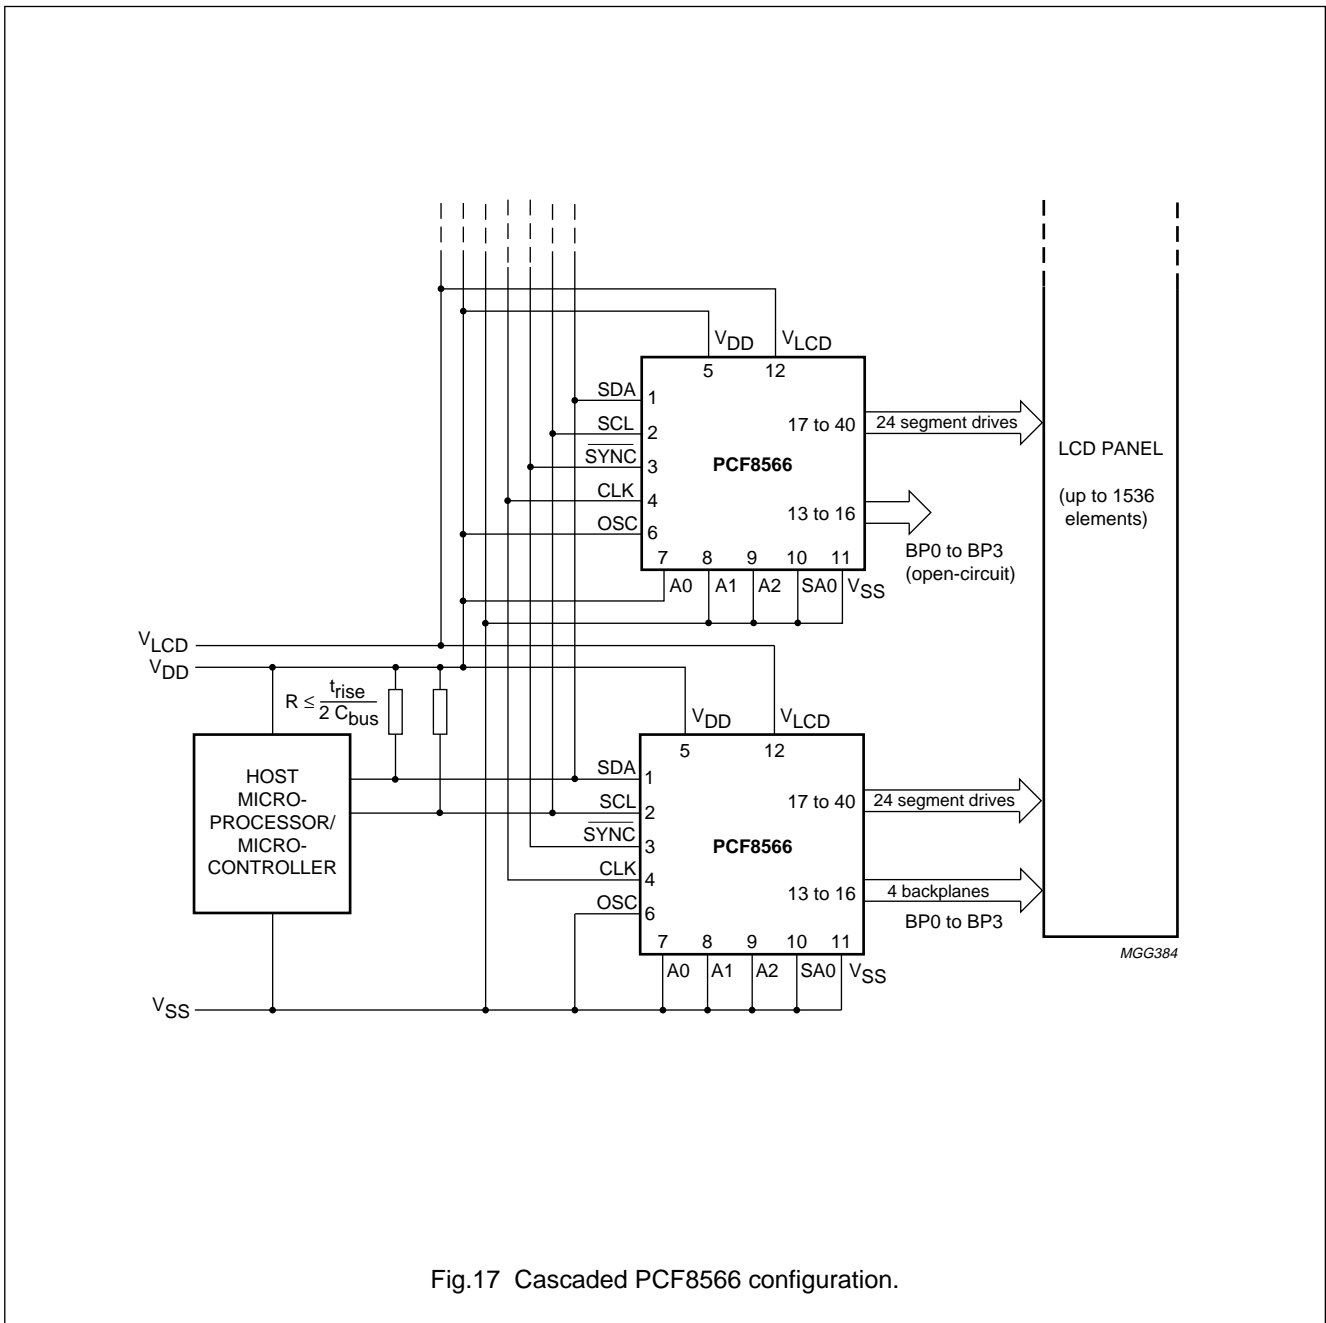 VDD
VLCD
5
12
SDA
1
SCL
2
17 to 40
24 segment drives
SYNC
3
PCF8566
CLK
4
13 to 16
OSC
6
BP0 to BP3
(open-circuit)
7
8
9
10
11
A0
A1
A2
SA0
VSS
LCD PANEL
(up to 1536
elements)
VLCD
VDD
R ≤ trise
2 Cbus
VDD
VLCD
5
12
HOST
MICRO-
PROCESSOR/
MICRO-
CONTROLLER
SDA
1
SCL
2
17 to 40
24 segment drives
SYNC
3
PCF8566
CLK
4
13 to 16
4 backplanes
OSC
6
BP0 to BP3
7
8
9
10
11
A0
A1
A2
SA0
VSS
VSS
MGG384
Fig.17 Cascaded PCF8566 configuration.